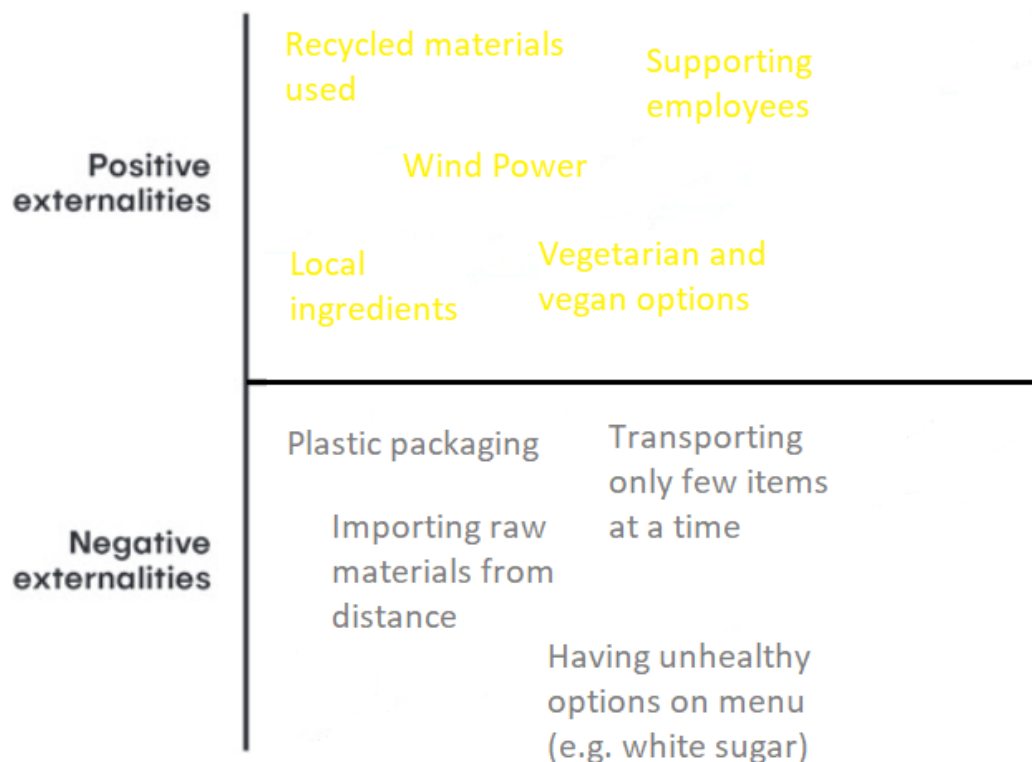 Positive
externalities
Recycled materials
used
Supporting
employees
Wind Power
Local
ingredients
Vegetarian and
vegan options
Negative
externalities
Plastic packaging
Transporting
only few items
at a time
Importing raw
materials from
distance
Having unhealthy
options on menu
(e.g. white sugar)